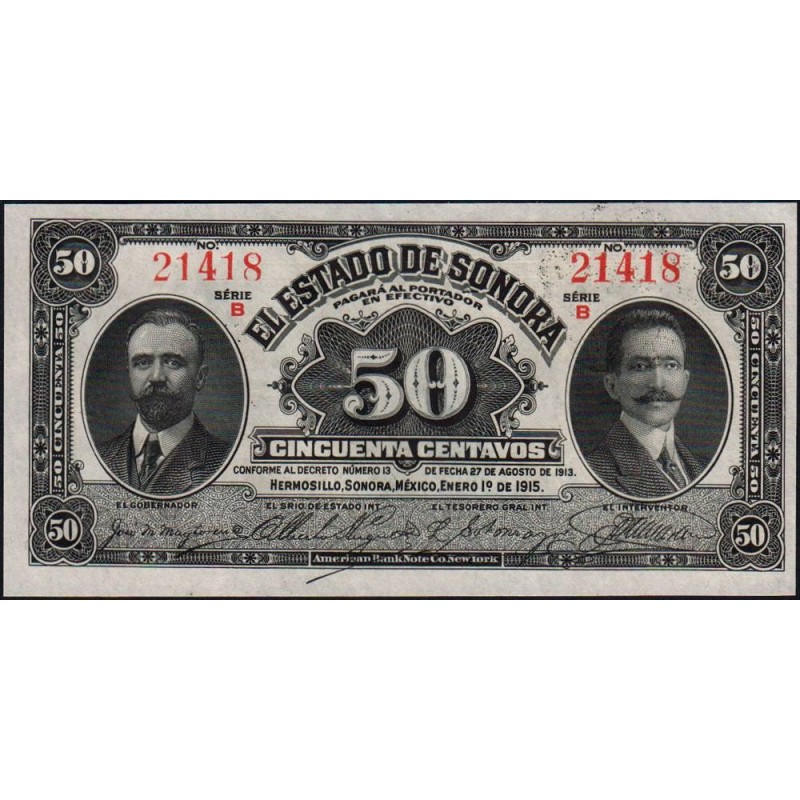 50
NO.
21418
SÉRIE
B
EL ESTADO DE SONORA
PAGARÁ AL PORTADOR
EN EFECTIVO
NO.
21418
SÉRIE
B
50
50 CINCUENTA 50
50
50 CINCUENTA 50
CINCUENTA CENTAVOS
CONFORME AL DECRETO NÚMERO 13 DE FECHA 27 DE AGOSTO DE 1913.
HERMOSILLO, SONORA, MÉXICO, ENERO 1º DE 1915.
EL GOBERNADOR EL SRIO DE ESTADO INT. EL TESORERO GRAL INT. EL INTERVENTOR
50
50
American Bank Note Co. New York